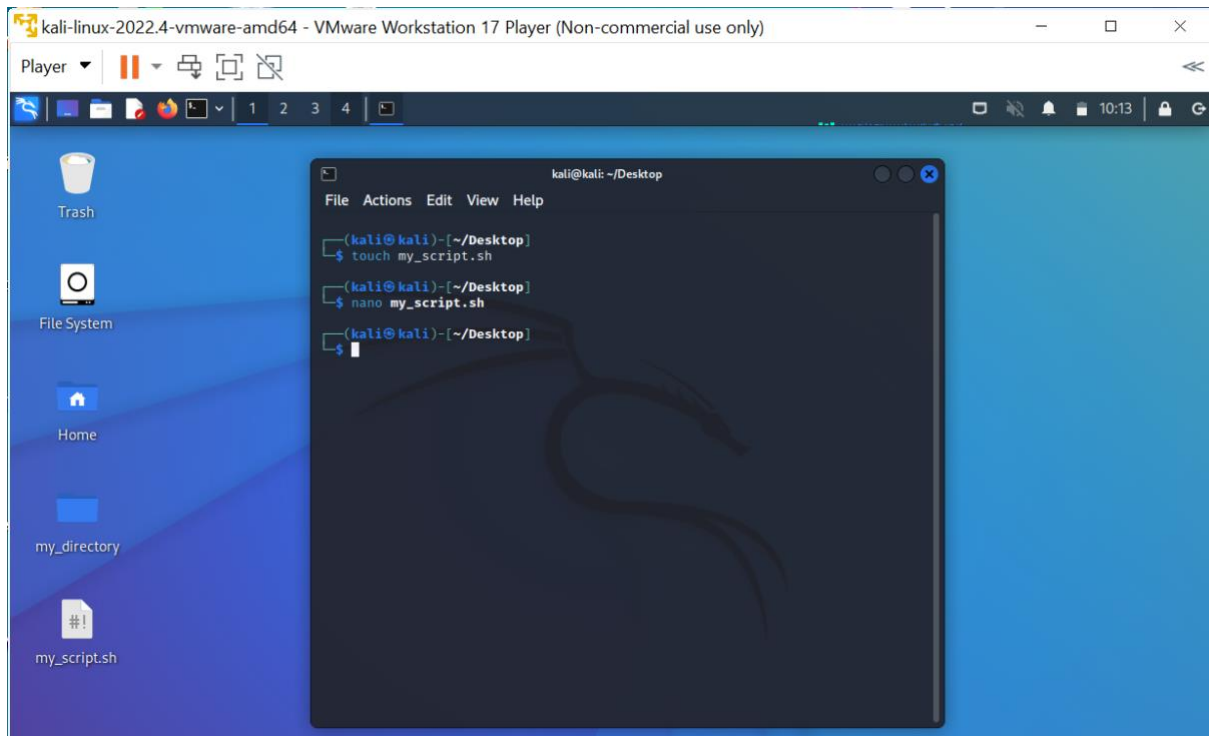 kali-linux-2022.4-vmware-amd64 - VMware Workstation 17 Player (Non-commercial use only)
Player
1 2 3 4
10:13
kali@kali: ~/Desktop
File Actions Edit View Help
Trash
┌──(kali㉿kali)-[~/Desktop]
└─$ touch my_script.sh
┌──(kali㉿kali)-[~/Desktop]
└─$ nano my_script.sh
┌──(kali㉿kali)-[~/Desktop]
└─$
File System
Home
my_directory
#!
my_script.sh